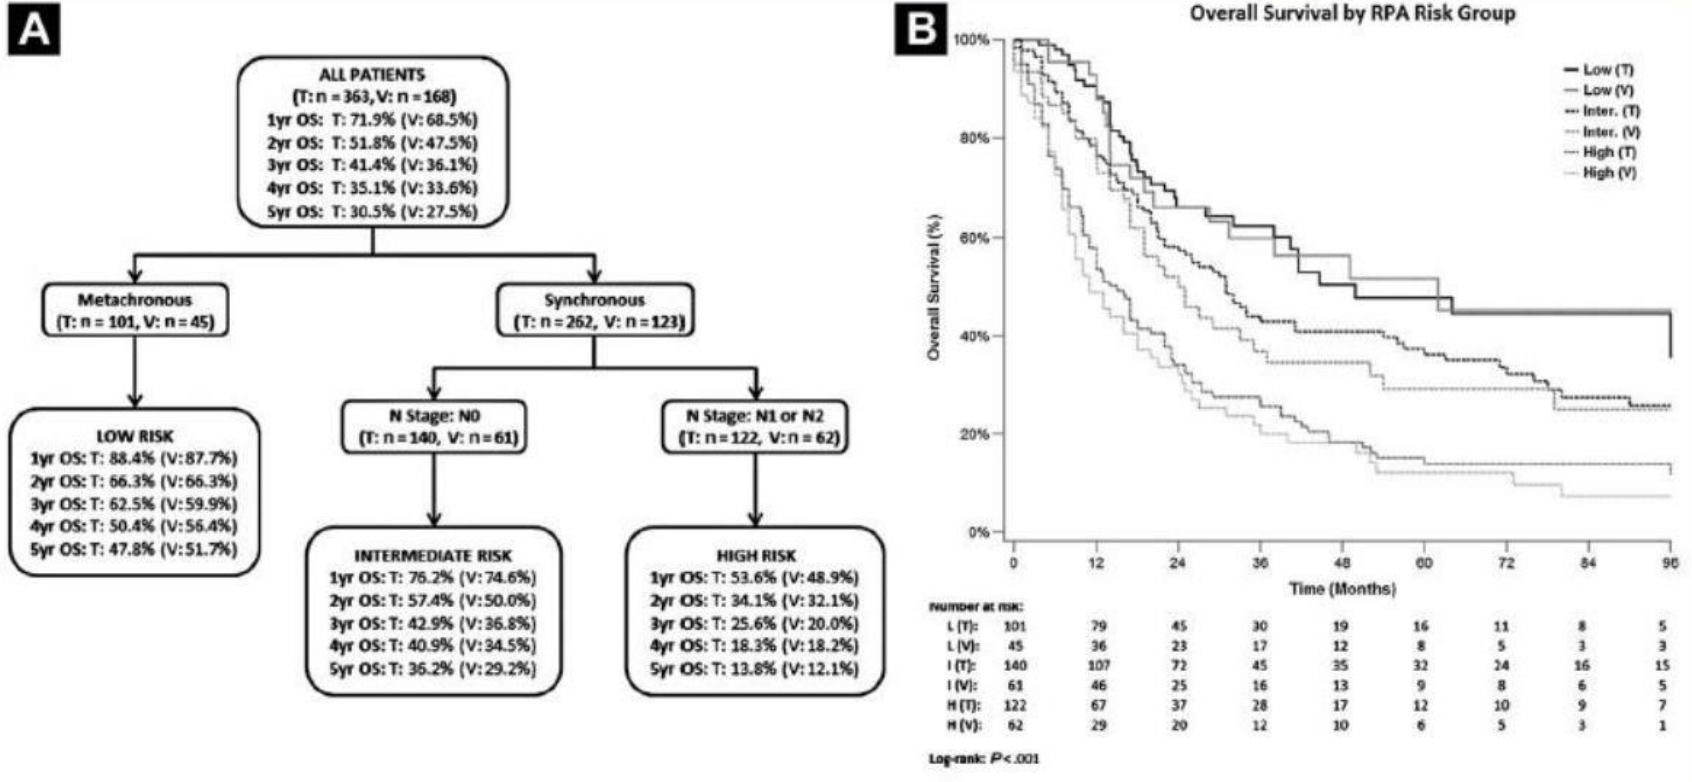 A
ALL PATIENTS
(T: n = 363, V: n = 168)
1yr OS: T: 71.9% (V: 68.5%)
2yr OS: T: 51.8% (V: 47.5%)
3yr OS: T: 41.4% (V: 36.1%)
4yr OS: T: 35.1% (V: 33.6%)
5yr OS: T: 30.5% (V: 27.5%)
Metachronous
(T: n = 101, V: n = 45)
Synchronous
(T: n = 262, V: n = 123)
LOW RISK
1yr OS: T: 88.4% (V: 87.7%)
2yr OS: T: 66.3% (V: 66.3%)
3yr OS: T: 62.5% (V: 59.9%)
4yr OS: T: 50.4% (V: 56.4%)
5yr OS: T: 47.8% (V: 51.7%)
N Stage: N0
(T: n = 140, V: n = 61)
N Stage: N1 or N2
(T: n = 122, V: n = 62)
INTERMEDIATE RISK
1yr OS: T: 76.2% (V: 74.6%)
2yr OS: T: 57.4% (V: 50.0%)
3yr OS: T: 42.9% (V: 36.8%)
4yr OS: T: 40.9% (V: 34.5%)
5yr OS: T: 36.2% (V: 29.2%)
HIGH RISK
1yr OS: T: 53.6% (V: 48.9%)
2yr OS: T: 34.1% (V: 32.1%)
3yr OS: T: 25.6% (V: 20.0%)
4yr OS: T: 18.3% (V: 18.2%)
5yr OS: T: 13.8% (V: 12.1%)
B
Overall Survival by RPA Risk Group
Low (T)
Low (V)
Inter. (T)
Inter. (V)
High (T)
High (V)
Overall Survival (%)
100%
80%
60%
40%
20%
0%
0 12 24 36 48 60 72 84 96
Time (Months)
Number at risk:
L (T): 101 79 45 30 19 16 11 8 5
L (V): 45 36 23 17 12 8 5 3 3
I (T): 140 107 72 45 35 32 24 16 15
I (V): 61 46 25 16 13 9 8 6 5
H (T): 122 67 37 28 17 12 10 9 7
H (V): 62 29 20 12 10 6 5 3 1
Log-rank: P<.001